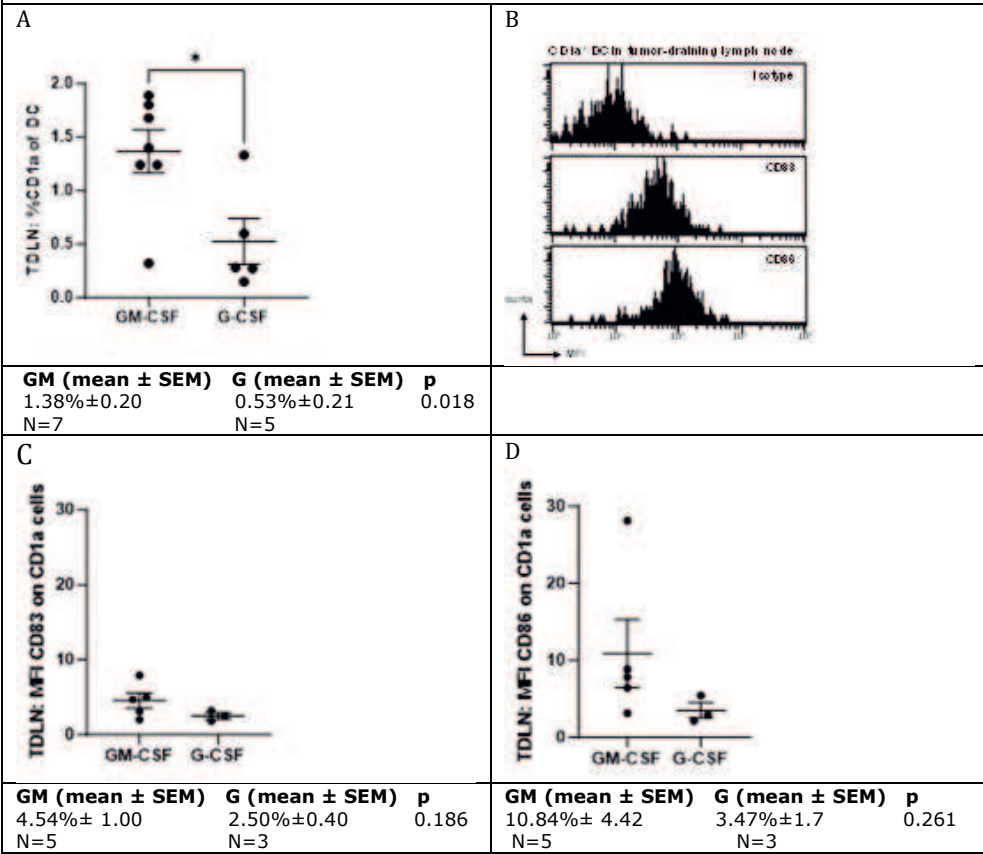 A
*
2.0
1.5
1.0
0.5
0.0
TDLN: %CD1a of DC
GM-CSF G-CSF
GM (mean ± SEM) G (mean ± SEM) p
1.38%±0.20 0.53%±0.21 0.018
N=7 N=5
B
CD1a⁺ DC in tumor-draining lymph node
Isotype
CD83
CD86
MFI
C
30
20
10
0
TDLN: MFI CD83 on CD1a cells
GM-CSF G-CSF
GM (mean ± SEM) G (mean ± SEM) p
4.54%± 1.00 2.50%±0.40 0.186
N=5 N=3
D
30
20
10
0
TDLN: MFI CD86 on CD1a cells
GM-CSF G-CSF
GM (mean ± SEM) G (mean ± SEM) p
10.84%± 4.42 3.47%±1.7 0.261
N=5 N=3